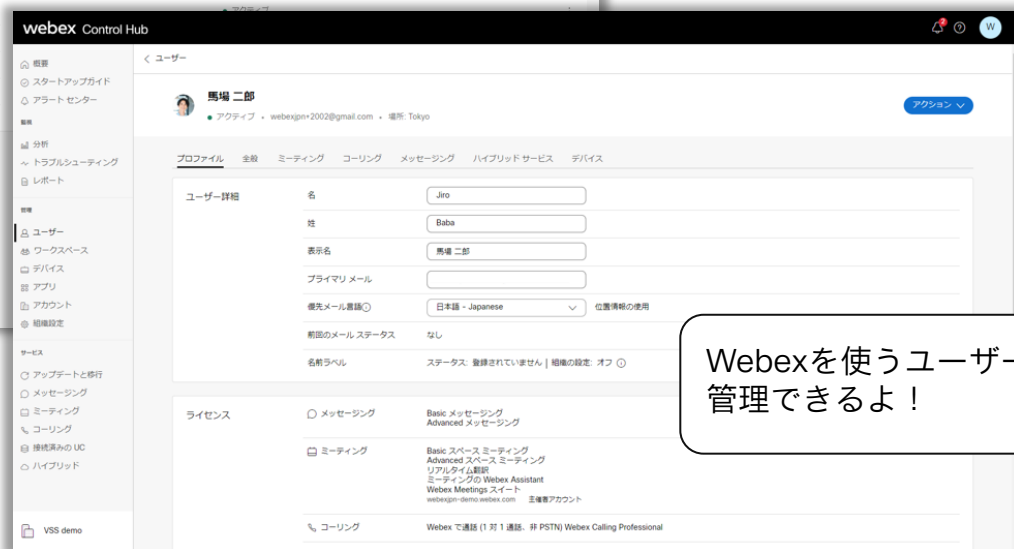 アクティブ
webex Control Hub
2
W
概要
スタートアップガイド
アラート センター
監視
分析
トラブルシューティング
レポート
管理
ユーザー
ワークスペース
デバイス
アプリ
アカウント
組織設定
サービス
アップデートと移行
メッセージング
ミーティング
コーリング
接続済みの UC
ハイブリッド
VSS demo
< ユーザー
馬場 二郎
アクティブ • webexjpn+2002@gmail.com • 場所: Tokyo
アクション
プロファイル 全般 ミーティング コーリング メッセージング ハイブリッド サービス デバイス
ユーザー詳細
名 Jiro
姓 Baba
表示名 馬場 二郎
プライマリ メール
優先メール言語 日本語 - Japanese 位置情報の使用
前回のメール ステータス なし
名前ラベル ステータス: 登録されていません | 組織の設定: オフ
ライセンス
メッセージング Basic メッセージング
Advanced メッセージング
ミーティング Basic スペース ミーティング
Advanced スペース ミーティング
リアルタイム翻訳
ミーティングの Webex Assistant
Webex Meetings スイート
webexjpn-demo.webex.com 主催者アカウント
コーリング Webex で通話 (1 対 1 通話、非 PSTN) Webex Calling Professional
Webexを使うユーザー
管理できるよ！